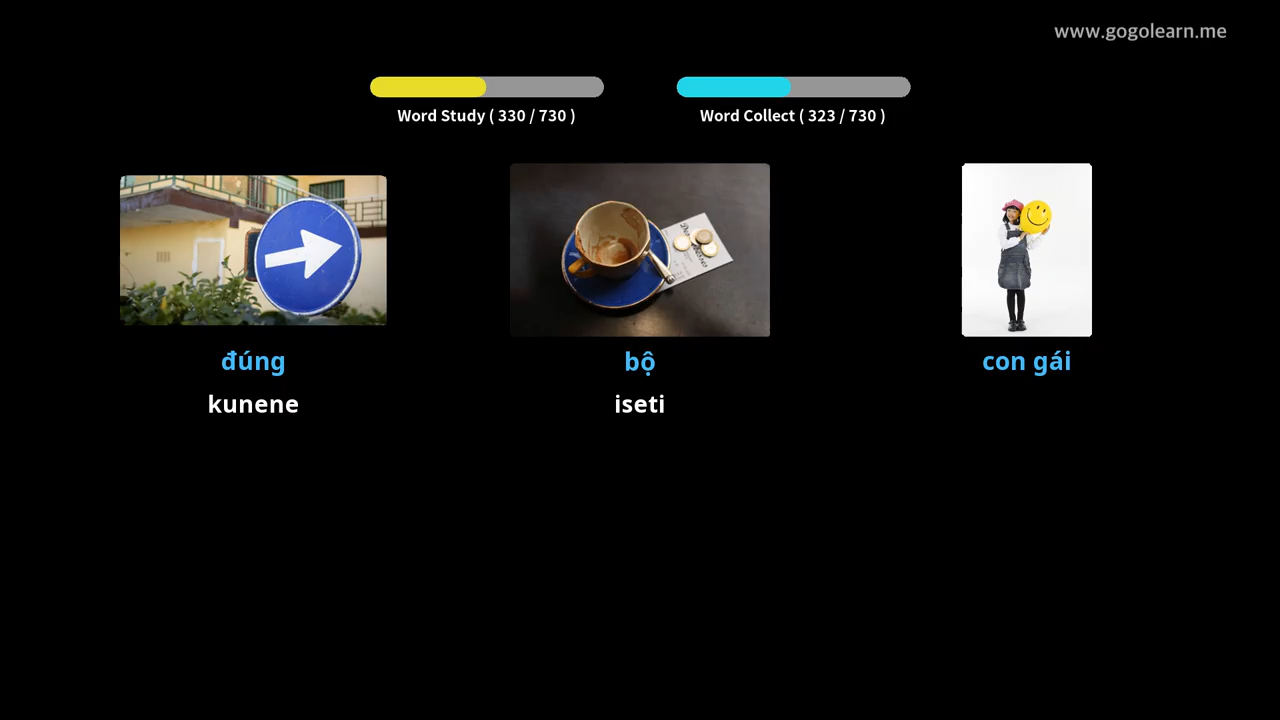 www.gogolearn.me
Word Study ( 330 / 730 )
Word Collect ( 323 / 730 )
đúng
bộ
con gái
kunene
iseti